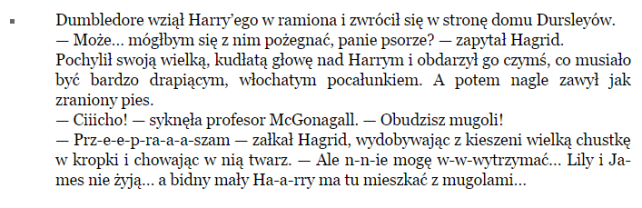 Dumbledore wziął Harry’ego w ramiona i zwrócił się w stronę domu Dursleyów.
— Może... mógłbym się z nim pożegnać, panie psorze? — zapytał Hagrid.
Pochylił swoją wielką, kudłatą głowę nad Harrym i obdarzył go czymś, co musiało
być bardzo drapiącym, włochatym pocałunkiem. A potem nagle zawył jak
zraniony pies.
— Ciiicho! — syknęła profesor McGonagall. — Obudzisz mugoli!
— Prz-e-e-p-ra-a-a-szam — załkał Hagrid, wydobywając z kieszeni wielką chustkę
w kropki i chowając w nią twarz. — Ale n-n-ie mogę w-w-wytrzymać... Lily i Ja-
mes nie żyją... a bidny mały Ha-a-rry ma tu mieszkać z mugolami...